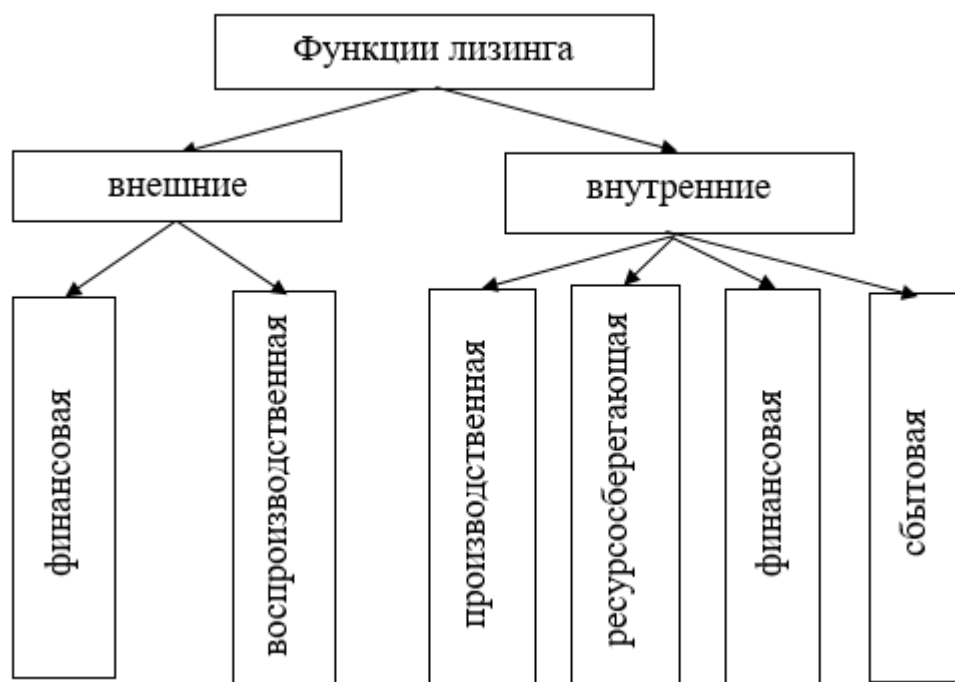 Функции лизинга
внешние
внутренние
финансовая
воспроизводственная
производственная
ресурсосберегающая
финансовая
сбытовая